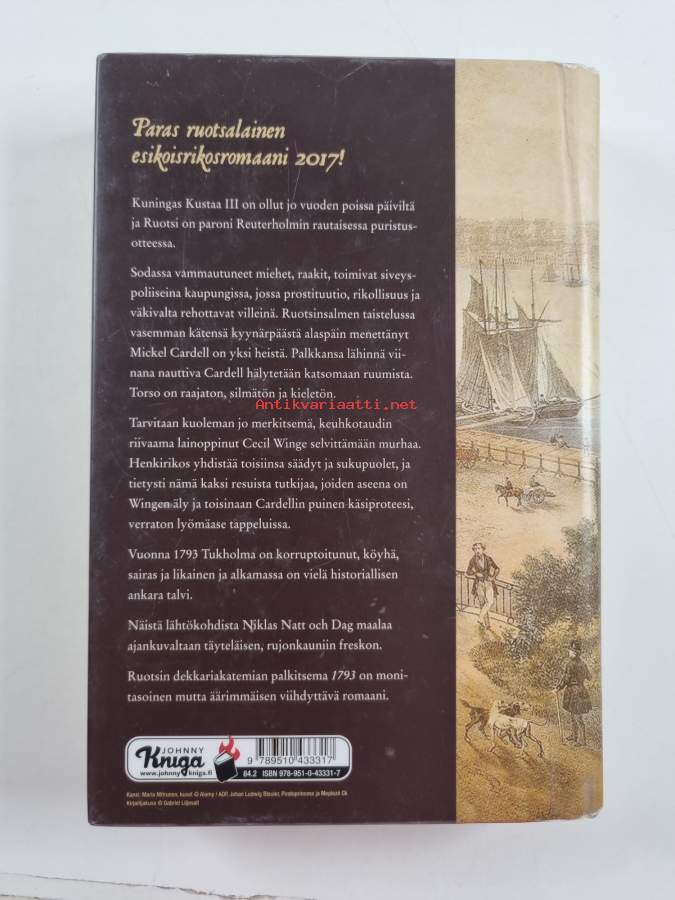 Paras ruotsalainen
esikoisrikosromaani 2017!
Kuningas Kustaa III on ollut jo vuoden poissa päiviltä
ja Ruotsi on paroni Reuterholmin rautaisessa puristus-
otteessa.
Sodassa vammautuneet miehet, raakit, toimivat siveys-
poliiseina kaupungissa, jossa prostituutio, rikollisuus ja
väkivalta rehottavat villeinä. Ruotsinsalmen taistelussa
vasemman kätensä kyynärpäästä alaspäin menettänyt
Mickel Cardell on yksi heistä. Palkkansa lähinnä vii-
nana nauttiva Cardell hälytetään katsomaan ruumista.
Torso on raajaton, silmätön ja kieletön.
Antikvariaatti.net
Tarvitaan kuoleman jo merkitsemä, keuhkotaudin
riivaama lainoppinut Cecil Winge selvittämään murhaa.
Henkirikos yhdistää toisiinsa säädyt ja sukupuolet, ja
tietysti nämä kaksi resuista tutkijaa, joiden aseena on
Wingen äly ja toisinaan Cardellin puinen käsiproteesi,
verraton lyömäase tappeluissa.
Vuonna 1793 Tukholma on korruptoitunut, köyhä,
sairas ja likainen ja alkamassa on vielä historiallisen
ankara talvi.
Näistä lähtökohdista Niklas Natt och Dag maalaa
ajankuvaltaan täyteläisen, rujonkauniin freskon.
Ruotsin dekkariakatemian palkitsema 1793 on moni-
tasoinen mutta äärimmäisen viihdyttävä romaani.
JOHNNY
Kniga
www.johnnykniga.fi
9 789510 433317
84.2 ISBN 978-951-0-43331-7
Kirjailijakuva © Gabriel Liljevall